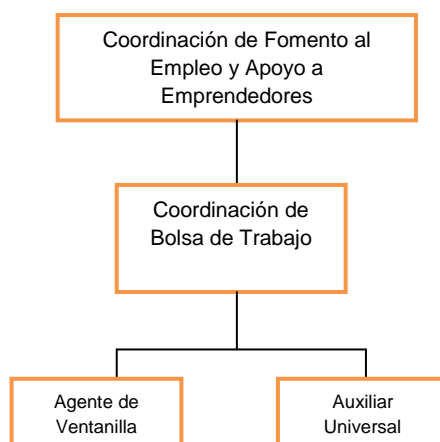 Coordinación de Fomento al
Empleo y Apoyo a
Emprendedores
Coordinación de
Bolsa de Trabajo
Agente de
Ventanilla
Auxiliar
Universal